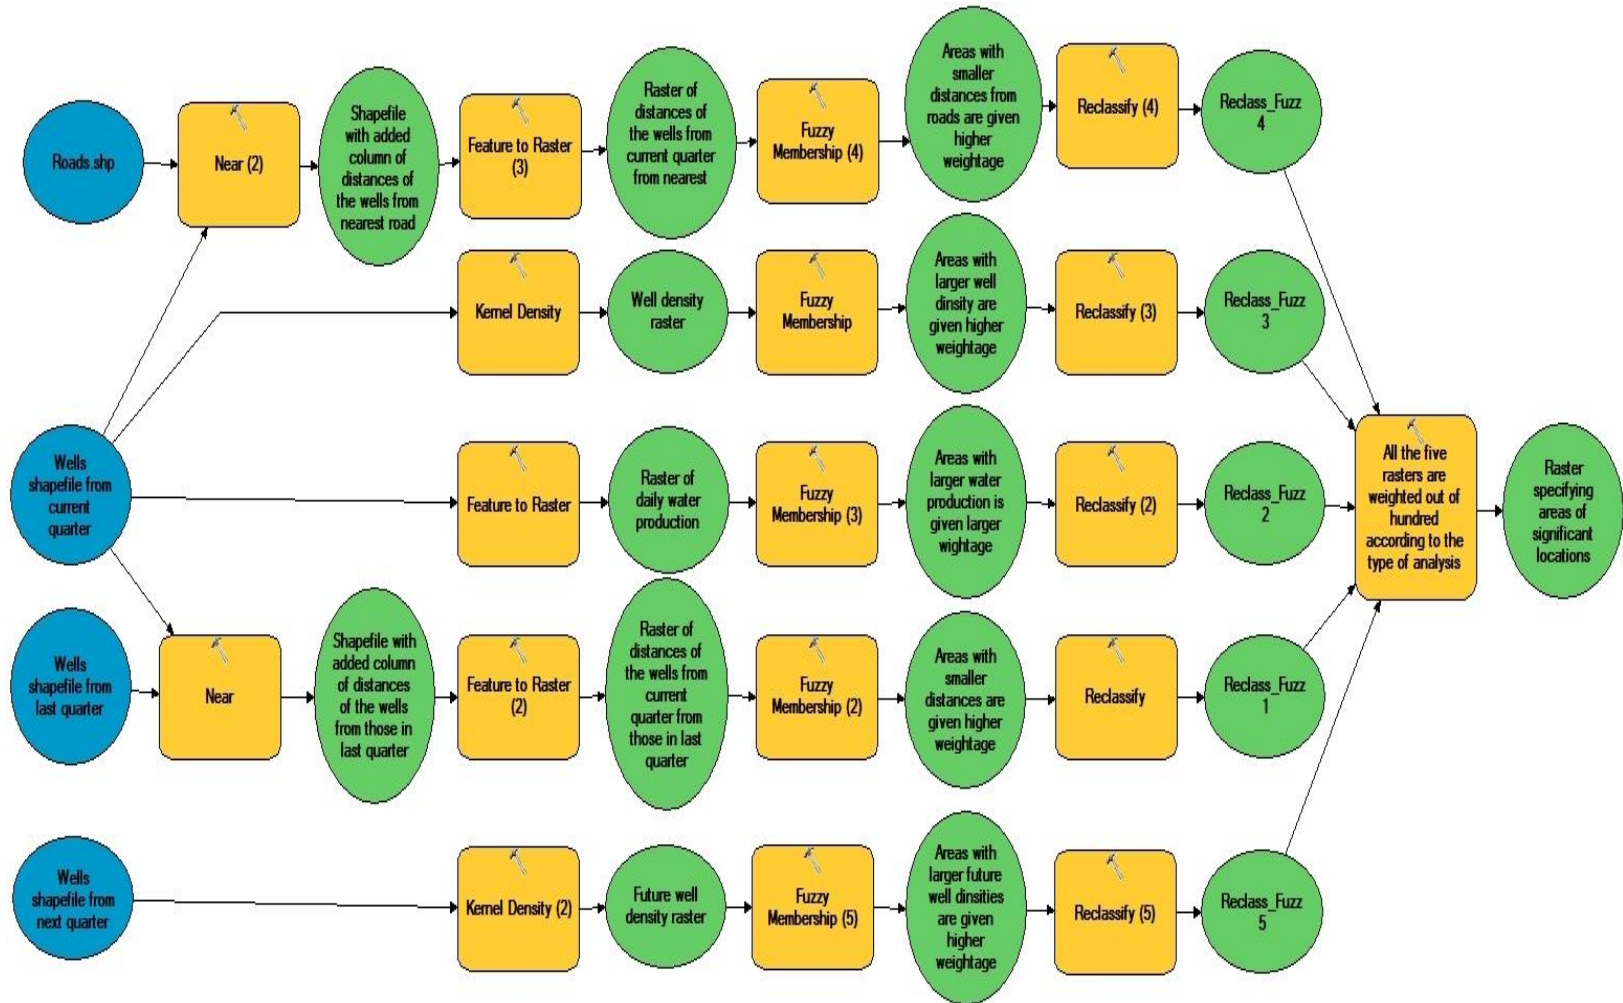 Roads.shp
Near (2)
Shapefile
with added
column of
distances of
the wells from
nearest road
Feature to Raster
(3)
Raster of
distances of
the wells from
current quarter
from nearest
Fuzzy
Membership (4)
Areas with
smaller
distances from
roads are given
higher
weightage
Reclassify (4)
Reclass_Fuzz
4
Kernel Density
Well density
raster
Fuzzy
Membership
Areas with
larger well
dinsity are
given higher
weightage
Reclassify (3)
Reclass_Fuzz
3
Wells
shapefile from
current
quarter
Feature to Raster
Raster of
daily water
production
Fuzzy
Membership (3)
Areas with
larger water
production is
given larger
wightage
Reclassify (2)
Reclass_Fuzz
2
All the five
rasters are
weighted out of
hundred
according to the
type of analysis
Raster
specifying
areas of
significant
locations
Wells
shapefile from
last quarter
Near
Shapefile with
added column
of distances
of the wells
from those in
last quarter
Feature to Raster
(2)
Raster of
distances of
the wells from
current
quarter from
those in last
quarter
Fuzzy
Membership (2)
Areas with
smaller
distances are
given higher
weightage
Reclassify
Reclass_Fuzz
1
Wells
shapefile from
next quarter
Kernel Density (2)
Future well
density raster
Fuzzy
Membership (5)
Areas with
larger future
well dinsities
are given
higher
weightage
Reclassify (5)
Reclass_Fuzz
5